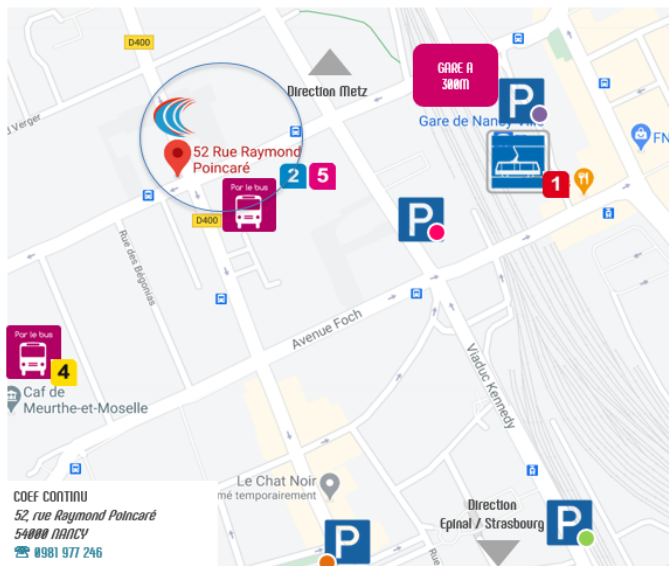 D400
Direction Metz
GARE A
300M
P
Verger
Gare de Nancy-Ville
FN
52 Rue Raymond
Poincaré
2 5
1
Par le bus
D400
P
Rue des Bégonias
Avenue Foch
Par le bus
4
Viaduc Kennedy
Caf de
Meurthe-et-Moselle
Le Chat Noir
mé temporairement
COEF CONTINU
52, rue Raymond Poincaré
54000 NANCY
☎ 0981 977 246
Direction
Epinal / Strasbourg
P
P
Rue